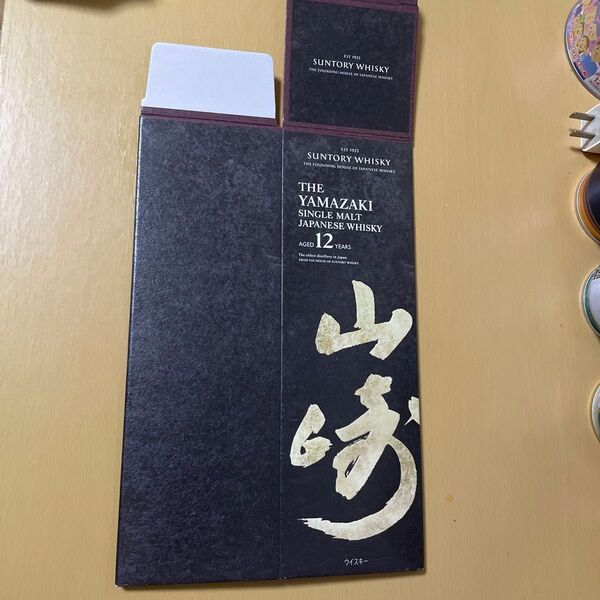 EST. 1923
SUNTORY WHISKY
THE FOUNDING HOUSE OF JAPANESE WHISKY
EST. 1923
SUNTORY WHISKY
THE FOUNDING HOUSE OF JAPANESE WHISKY
THE
YAMAZAKI
SINGLE MALT
JAPANESE WHISKY
AGED 12 YEARS
The oldest distillery in Japan
FROM THE HOUSE OF SUNTORY WHISKY
山
崎
ウイスキー